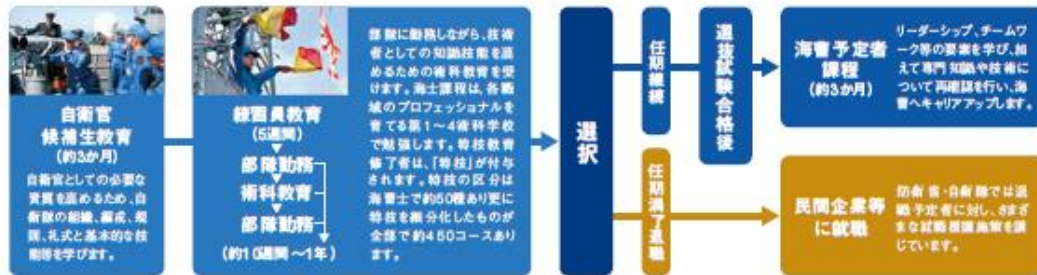 自衛官
候補生教育
(約3か月)
自衛官としての必要な
資質を高めるため、自
衛隊の組織、編成、規
則、礼式と基本的な技
能等を学びます。
練習員教育
(5週間)
部隊勤務
術科教育
部隊勤務
(約10週間〜1年)
部隊に勤務しながら、技術
者としての知識技能を高
めるための術科教育を受
けます。海士課程は、各職
域のプロフェッショナルを
育てる第1〜4術科学校
で勉強します。特技教育
修了者は、「特技」が付与
されます。特技の区分は
海曹士で約50種あり更に
特技を細分化したものが
全部で約450コースあり
ます。
選択
任期継続
選抜試験合格後
海曹予定者
課程
(約3か月)
リーダーシップ、チームワ
ーク等の要素を学び、加
えて専門知識や技術に
ついて再確認を行い、海
曹へキャリアアップします。
任期満了退職
民間企業等
に就職
防衛省・自衛隊では退
職予定者に対し、さまざ
まな就職援護施策を講
じています。